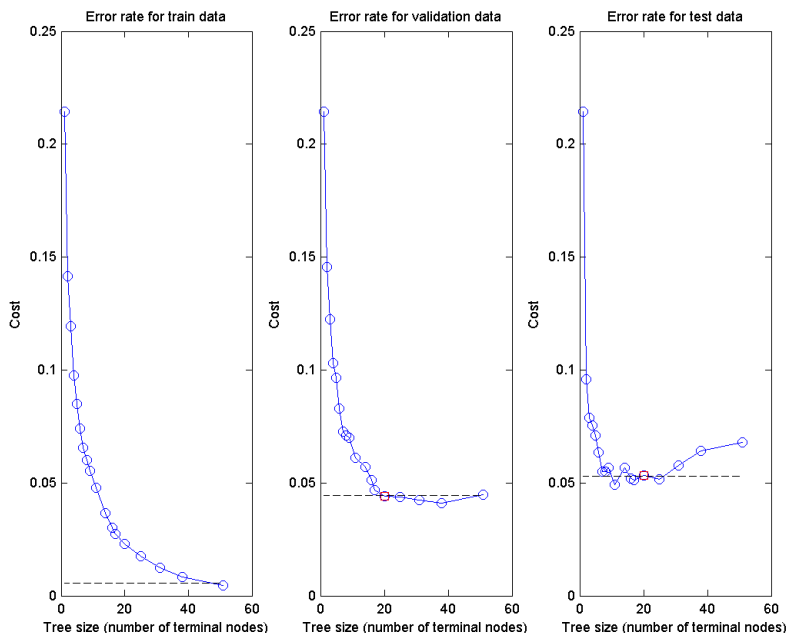 Error rate for train data
0.25
0.2
0.15
0.1
0.05
0
0 20 40 60
Cost
Tree size (number of terminal nodes)
Error rate for validation data
0.25
0.2
0.15
0.1
0.05
0
0 20 40 60
Cost
Tree size (number of terminal nodes)
Error rate for test data
0.25
0.2
0.15
0.1
0.05
0
0 20 40 60
Cost
Tree size (number of terminal nodes)